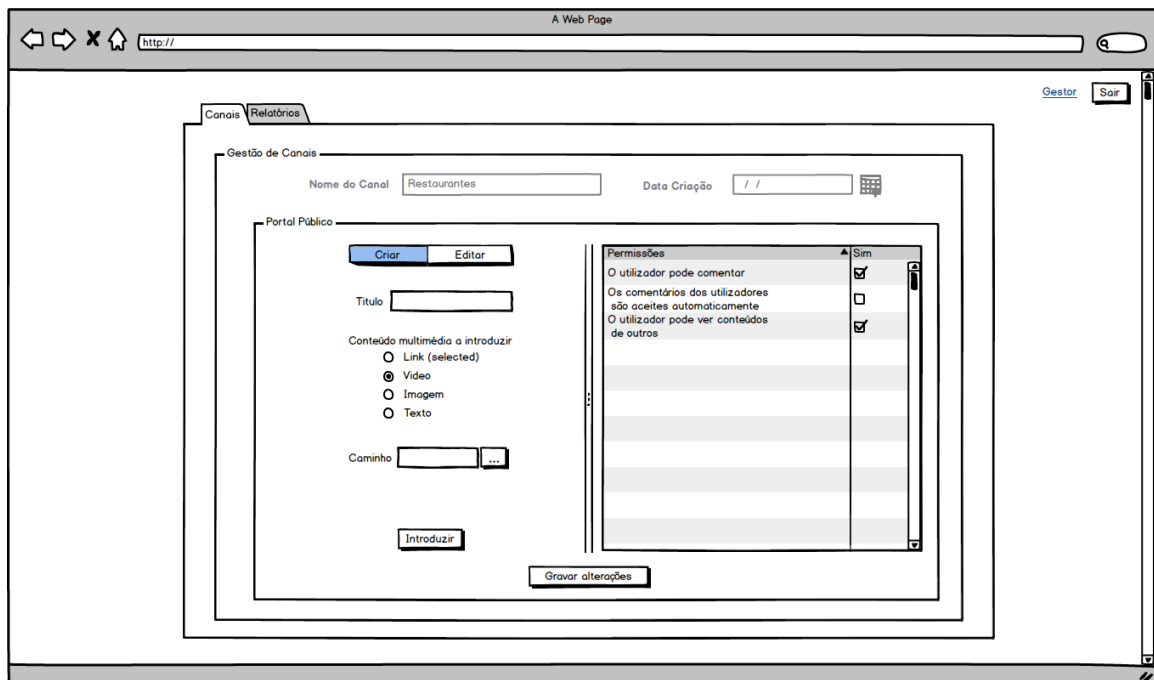 A Web Page
http://
Gestor Sair
Canais Relatórios
Gestão de Canais
Nome do Canal Restaurantes Data Criação / /
Portal Público
Criar Editar
Titulo
Conteúdo multimédia a introduzir
Link (selected)
Video
Imagem
Texto
Caminho ...
Introduzir
Permissões Sim
O utilizador pode comentar
Os comentários dos utilizadores
são aceites automaticamente
O utilizador pode ver conteúdos
de outros
Gravar alterações